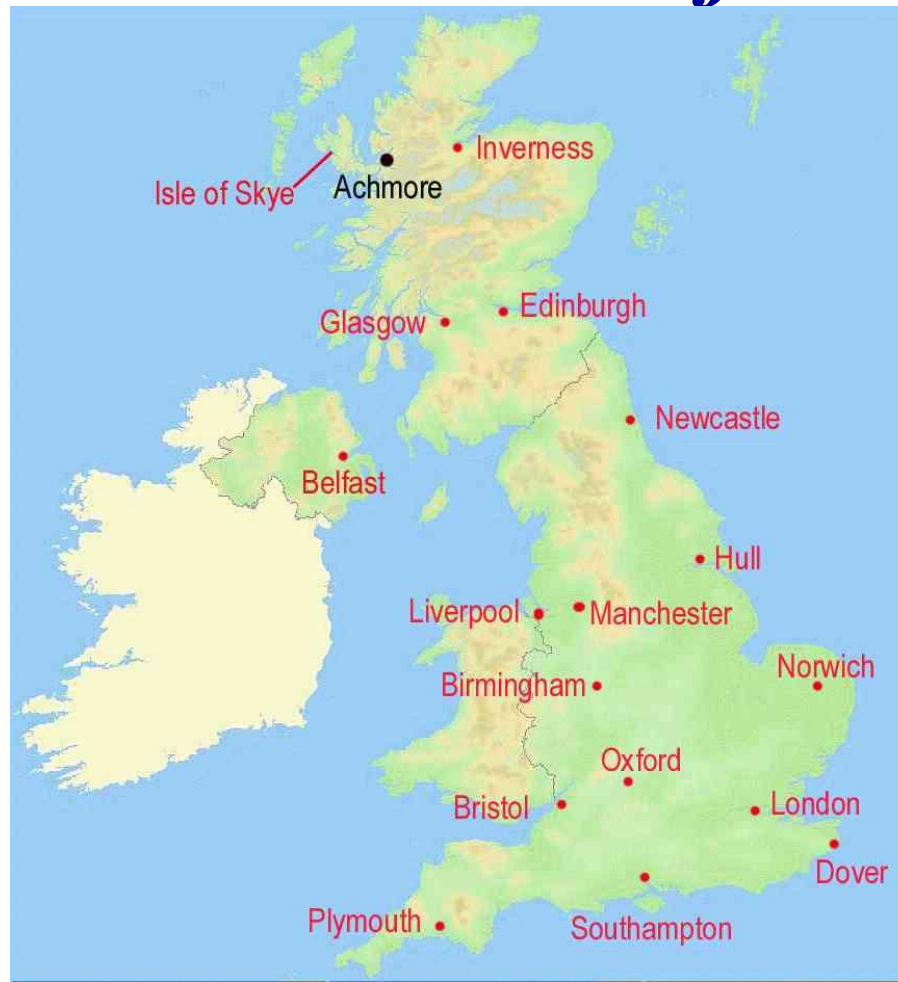 Inverness
Isle of Skye
Achmore
Edinburgh
Glasgow
Newcastle
Belfast
Hull
Liverpool
Manchester
Norwich
Birmingham
Oxford
Bristol
London
Dover
Plymouth
Southampton